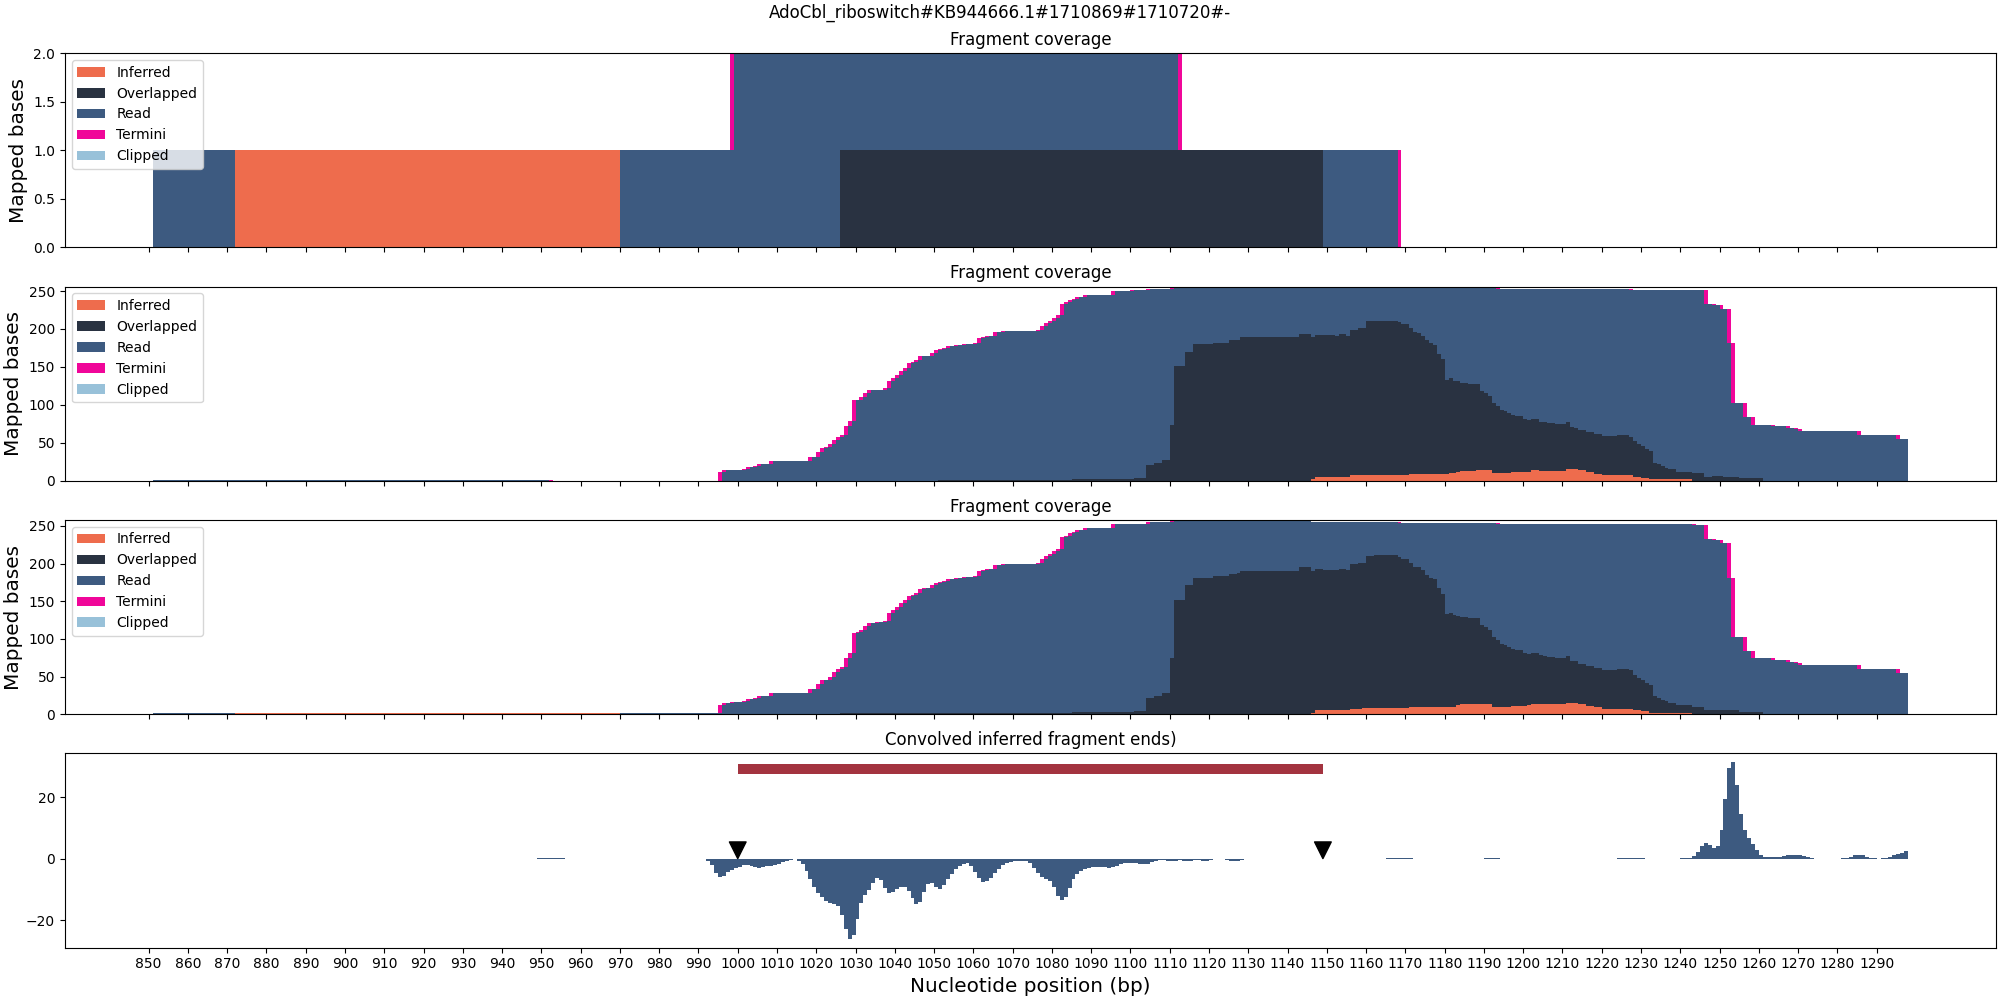 AdoCbl_riboswitch#KB944666.1#1710869#1710720#-
Fragment coverage
Mapped bases
2.0
1.5
1.0
0.5
0.0
Inferred
Overlapped
Read
Termini
Clipped
Fragment coverage
Mapped bases
250
200
150
100
50
0
Inferred
Overlapped
Read
Termini
Clipped
Fragment coverage
Mapped bases
250
200
150
100
50
0
Inferred
Overlapped
Read
Termini
Clipped
Convolved inferred fragment ends)
20
0
−20
850 860 870 880 890 900 910 920 930 940 950 960 970 980 990 1000 1010 1020 1030 1040 1050 1060 1070 1080 1090 1100 1110 1120 1130 1140 1150 1160 1170 1180 1190 1200 1210 1220 1230 1240 1250 1260 1270 1280 1290
Nucleotide position (bp)